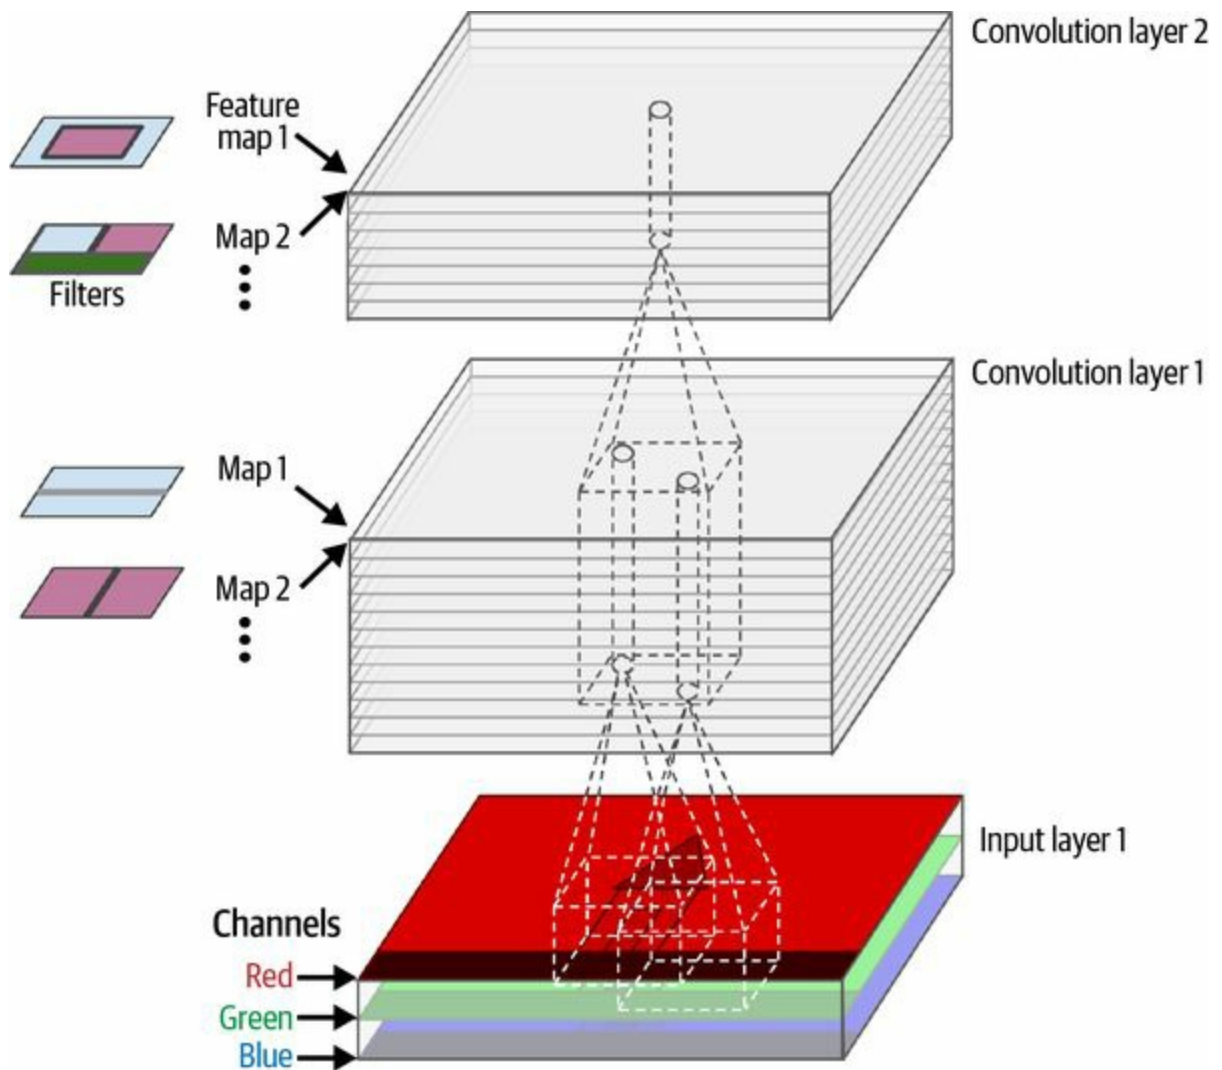 Convolution layer 2
Feature
map 1
Map 2
Filters
Convolution layer 1
Map 1
Map 2
Input layer 1
Channels
Red
Green
Blue